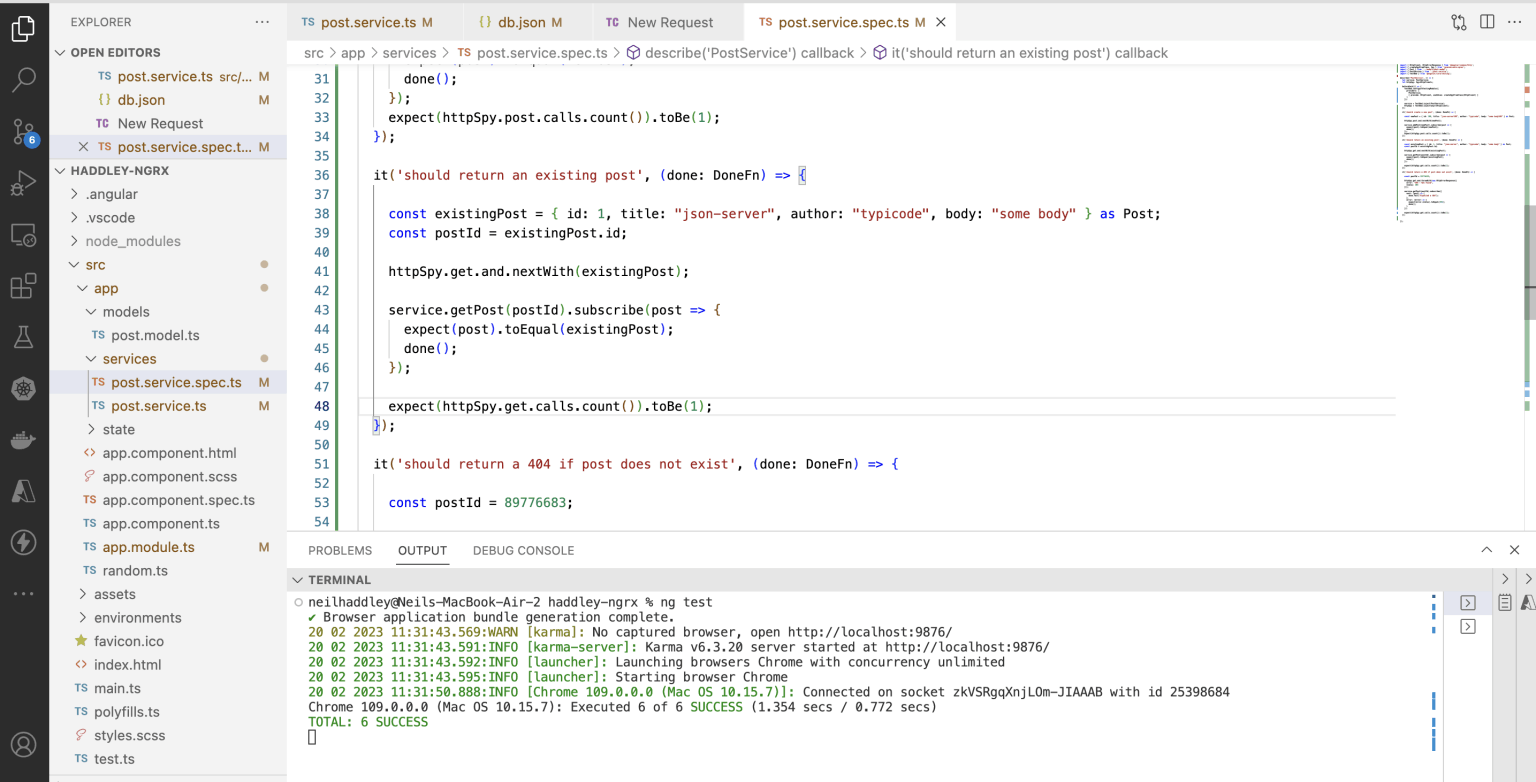 EXPLORER
OPEN EDITORS
TS post.service.ts src/... M
{} db.json M
TC New Request
TS post.service.spec.t... M
HADDLEY-NGRX
.angular
.vscode
node_modules
src
app
models
TS post.model.ts
services
TS post.service.spec.ts M
TS post.service.ts M
state
<> app.component.html
app.component.scss
TS app.component.spec.ts
TS app.component.ts
TS app.module.ts M
TS random.ts
assets
environments
favicon.ico
<> index.html
TS main.ts
TS polyfills.ts
styles.scss
TS test.ts
6
TS post.service.ts M
{} db.json M
TC New Request
TS post.service.spec.ts M
src > app > services > TS post.service.spec.ts > describe('PostService') callback > it('should return an existing post') callback
31 done();
32 });
33 expect(httpSpy.post.calls.count()).toBe(1);
34 });
35
36 it('should return an existing post', (done: DoneFn) => {
37
38 const existingPost = { id: 1, title: "json-server", author: "typicode", body: "some body" } as Post;
39 const postId = existingPost.id;
40
41 httpSpy.get.and.nextWith(existingPost);
42
43 service.getPost(postId).subscribe(post => {
44 expect(post).toEqual(existingPost);
45 done();
46 });
47
48 expect(httpSpy.get.calls.count()).toBe(1);
49 });
50
51 it('should return a 404 if post does not exist', (done: DoneFn) => {
52
53 const postId = 89776683;
54
PROBLEMS OUTPUT DEBUG CONSOLE
TERMINAL
neilhaddley@Neils-MacBook-Air-2 haddley-ngrx % ng test
✔ Browser application bundle generation complete.
20 02 2023 11:31:43.569:WARN [karma]: No captured browser, open http://localhost:9876/
20 02 2023 11:31:43.591:INFO [karma-server]: Karma v6.3.20 server started at http://localhost:9876/
20 02 2023 11:31:43.592:INFO [launcher]: Launching browsers Chrome with concurrency unlimited
20 02 2023 11:31:43.595:INFO [launcher]: Starting browser Chrome
20 02 2023 11:31:50.888:INFO [Chrome 109.0.0.0 (Mac OS 10.15.7)]: Connected on socket zkVSRgqXnjLOm-JIAAAB with id 25398684
Chrome 109.0.0.0 (Mac OS 10.15.7): Executed 6 of 6 SUCCESS (1.354 secs / 0.772 secs)
TOTAL: 6 SUCCESS